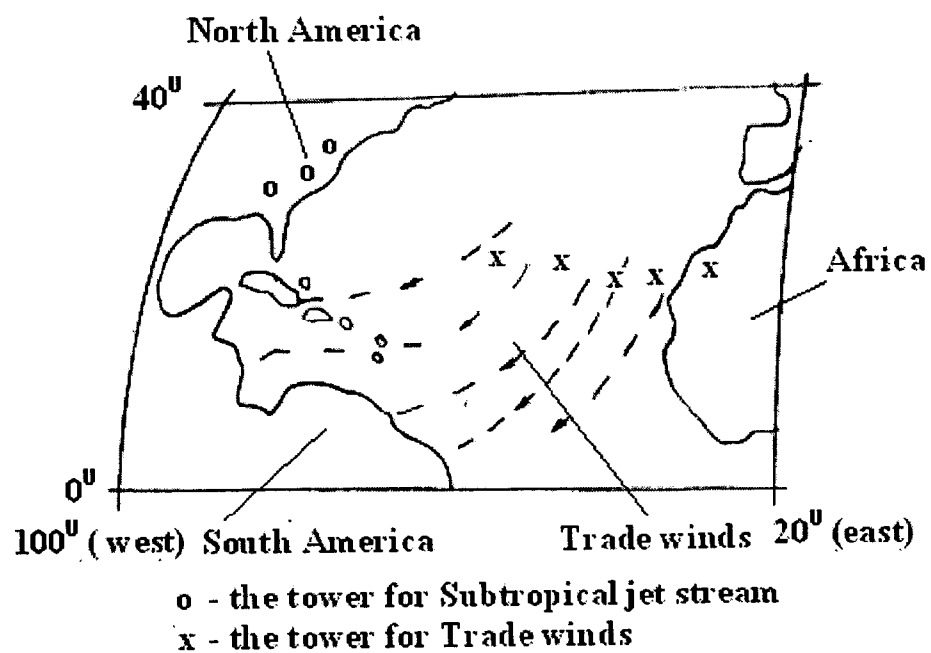 North America
40⁰
Africa
0⁰
100⁰ (west) South America Trade winds 20⁰ (east)
o - the tower for Subtropical jet stream
x - the tower for Trade winds